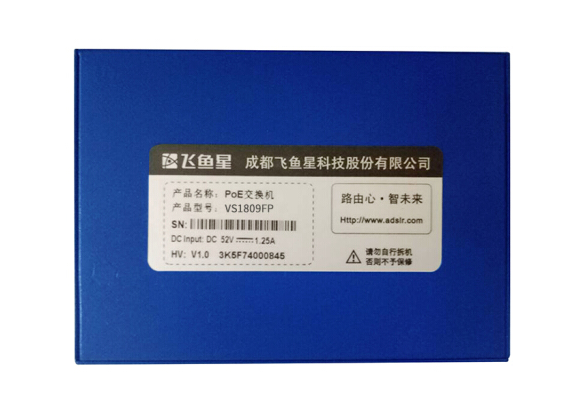 飞鱼星 成都飞鱼星科技股份有限公司
产品名称: PoE交换机
产品型号: VS1809FP
SN:
DC Input: DC 52V 1.25A
HV: V1.0 3K5F74000845
路由心·智未来
Http://www.adslr.com
请勿自行拆机
否则不予保修